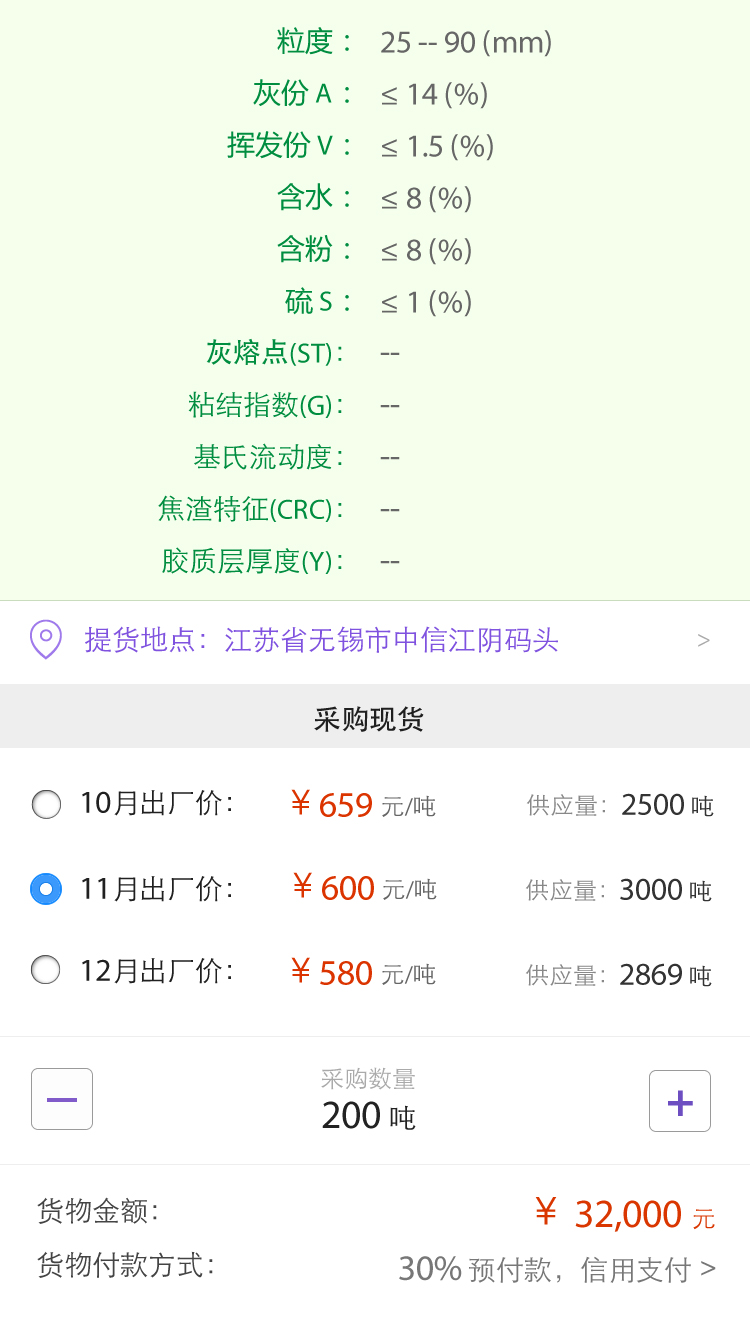 粒度： 25 -- 90 (mm)
灰份 A： ≤ 14 (%)
挥发份 V： ≤ 1.5 (%)
含水： ≤ 8 (%)
含粉： ≤ 8 (%)
硫 S： ≤ 1 (%)
灰熔点(ST)： --
粘结指数(G)： --
基氏流动度： --
焦渣特征(CRC)： --
胶质层厚度(Y)： --
提货地点：江苏省无锡市中信江阴码头 >
采购现货
10月出厂价： ¥ 659 元/吨 供应量：2500 吨
11月出厂价： ¥ 600 元/吨 供应量：3000 吨
12月出厂价： ¥ 580 元/吨 供应量：2869 吨
采购数量
— 200 吨 +
货物金额： ¥ 32,000 元
货物付款方式： 30% 预付款，信用支付 >